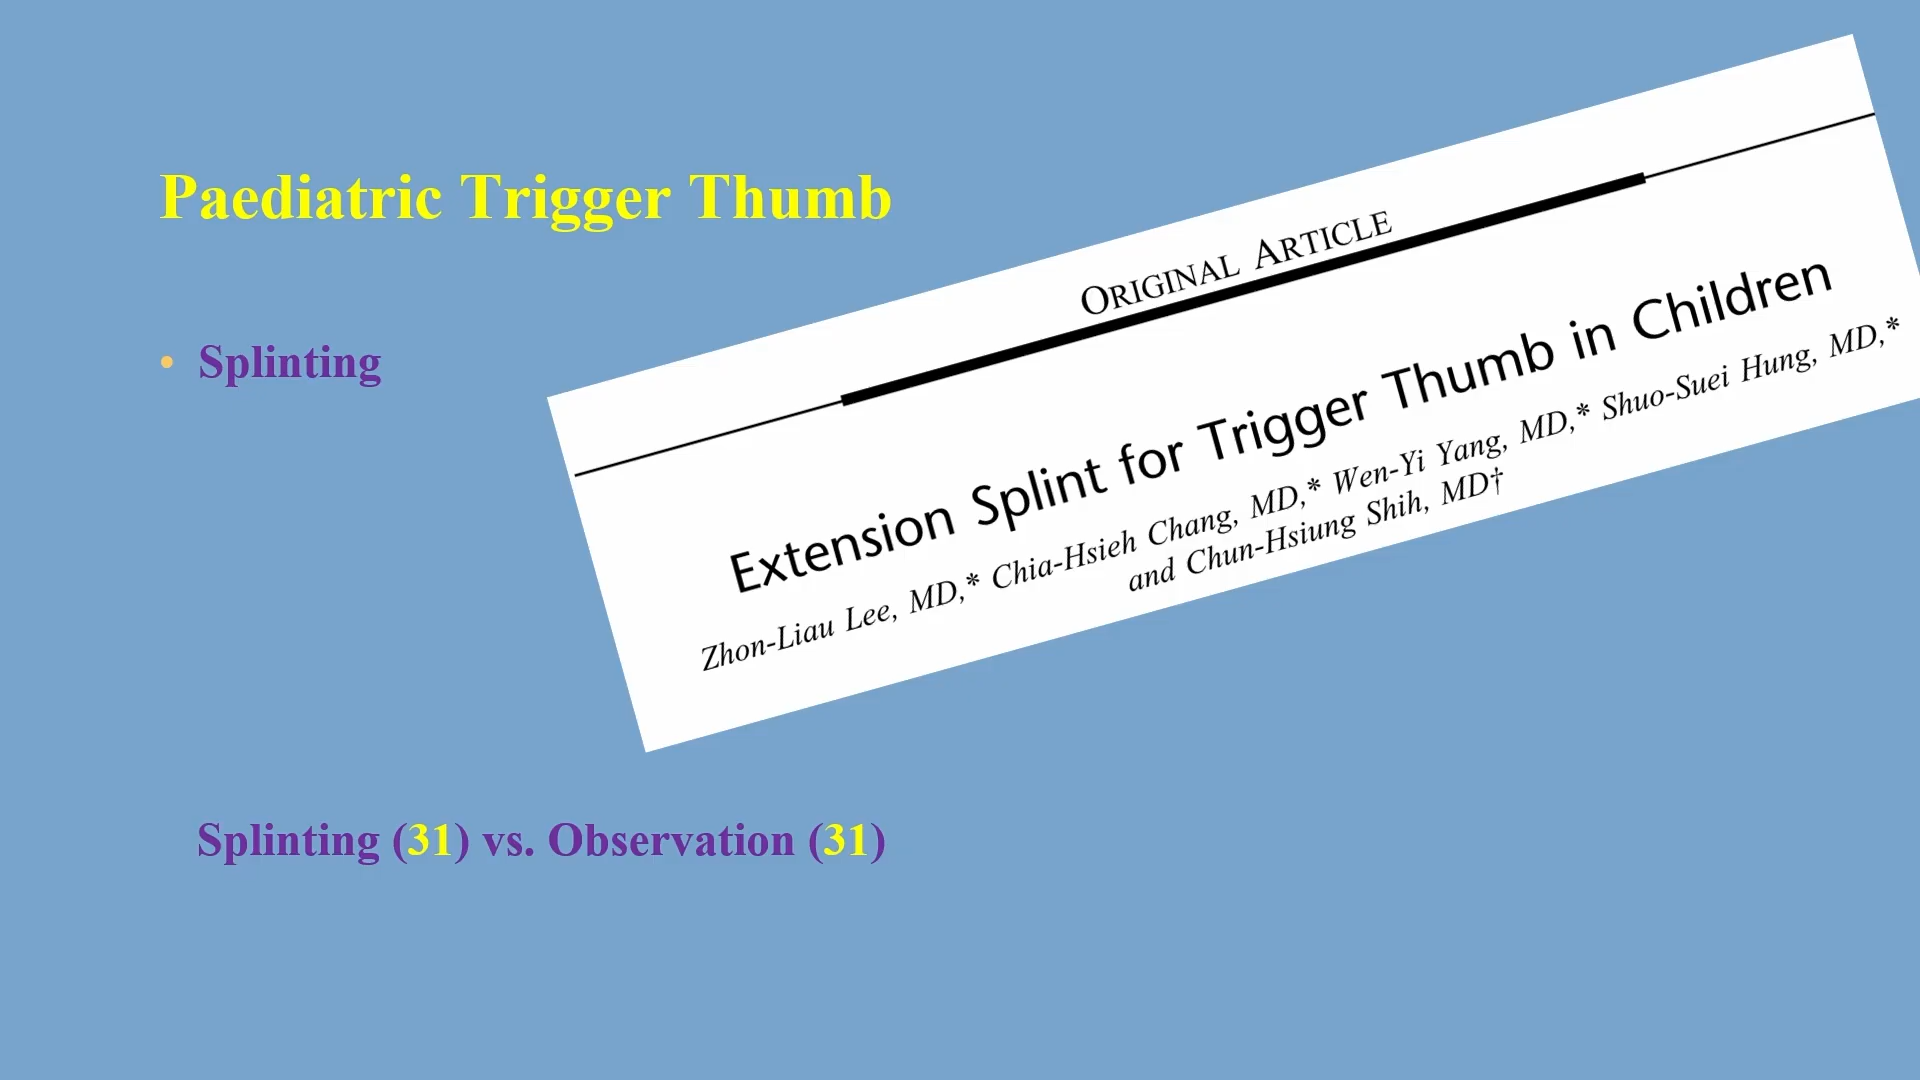 Paediatric Trigger Thumb
• Splinting
ORIGINAL ARTICLE
Extension Splint for Trigger Thumb in Children
Zhon-Liau Lee, MD,* Chia-Hsieh Chang, MD,* Wen-Yi Yang, MD,* Shuo-Suei Hung, MD,*
and Chun-Hsiung Shih, MD†
Splinting (31) vs. Observation (31)